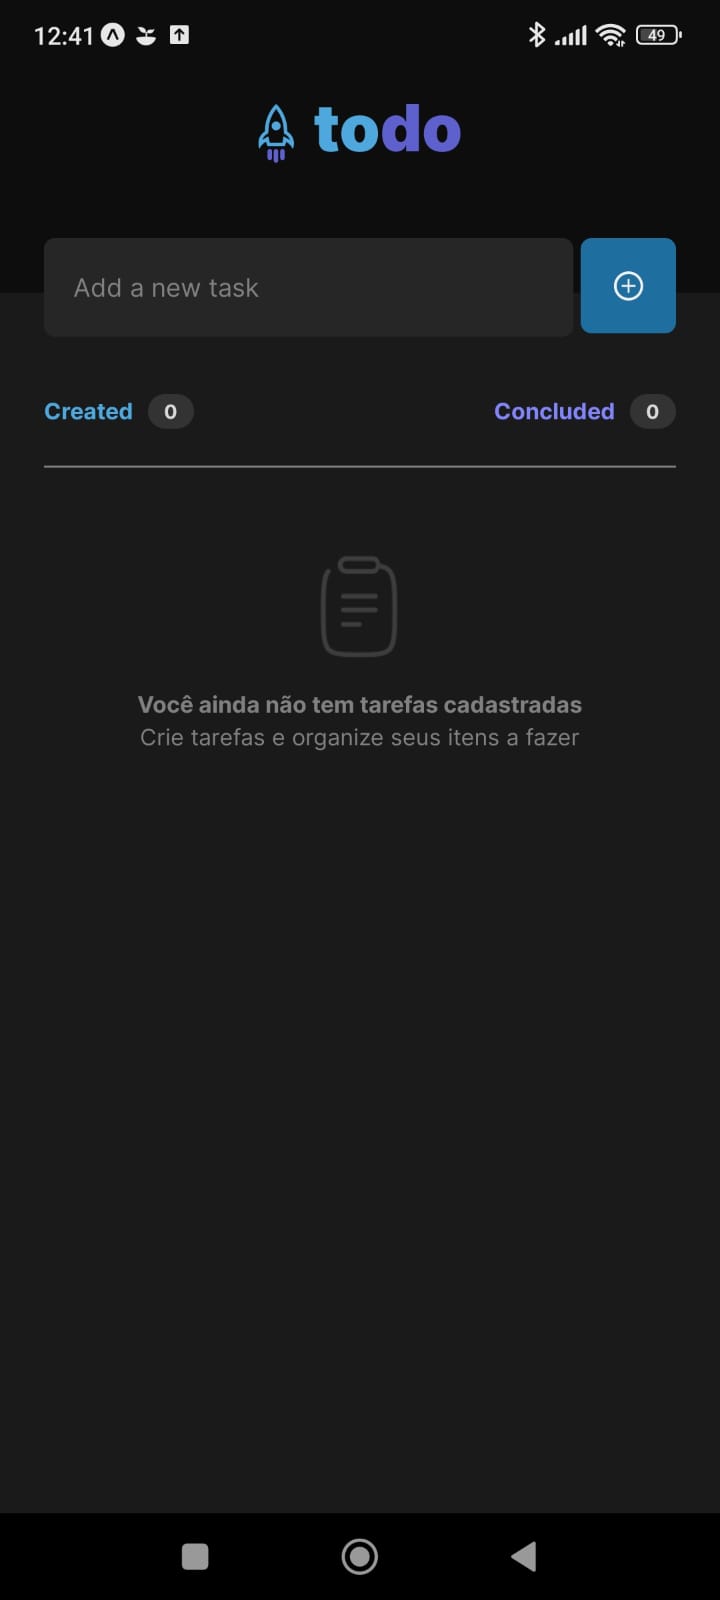 12:41
49
todo
Add a new task
Created 0
Concluded 0
Você ainda não tem tarefas cadastradas
Crie tarefas e organize seus itens a fazer